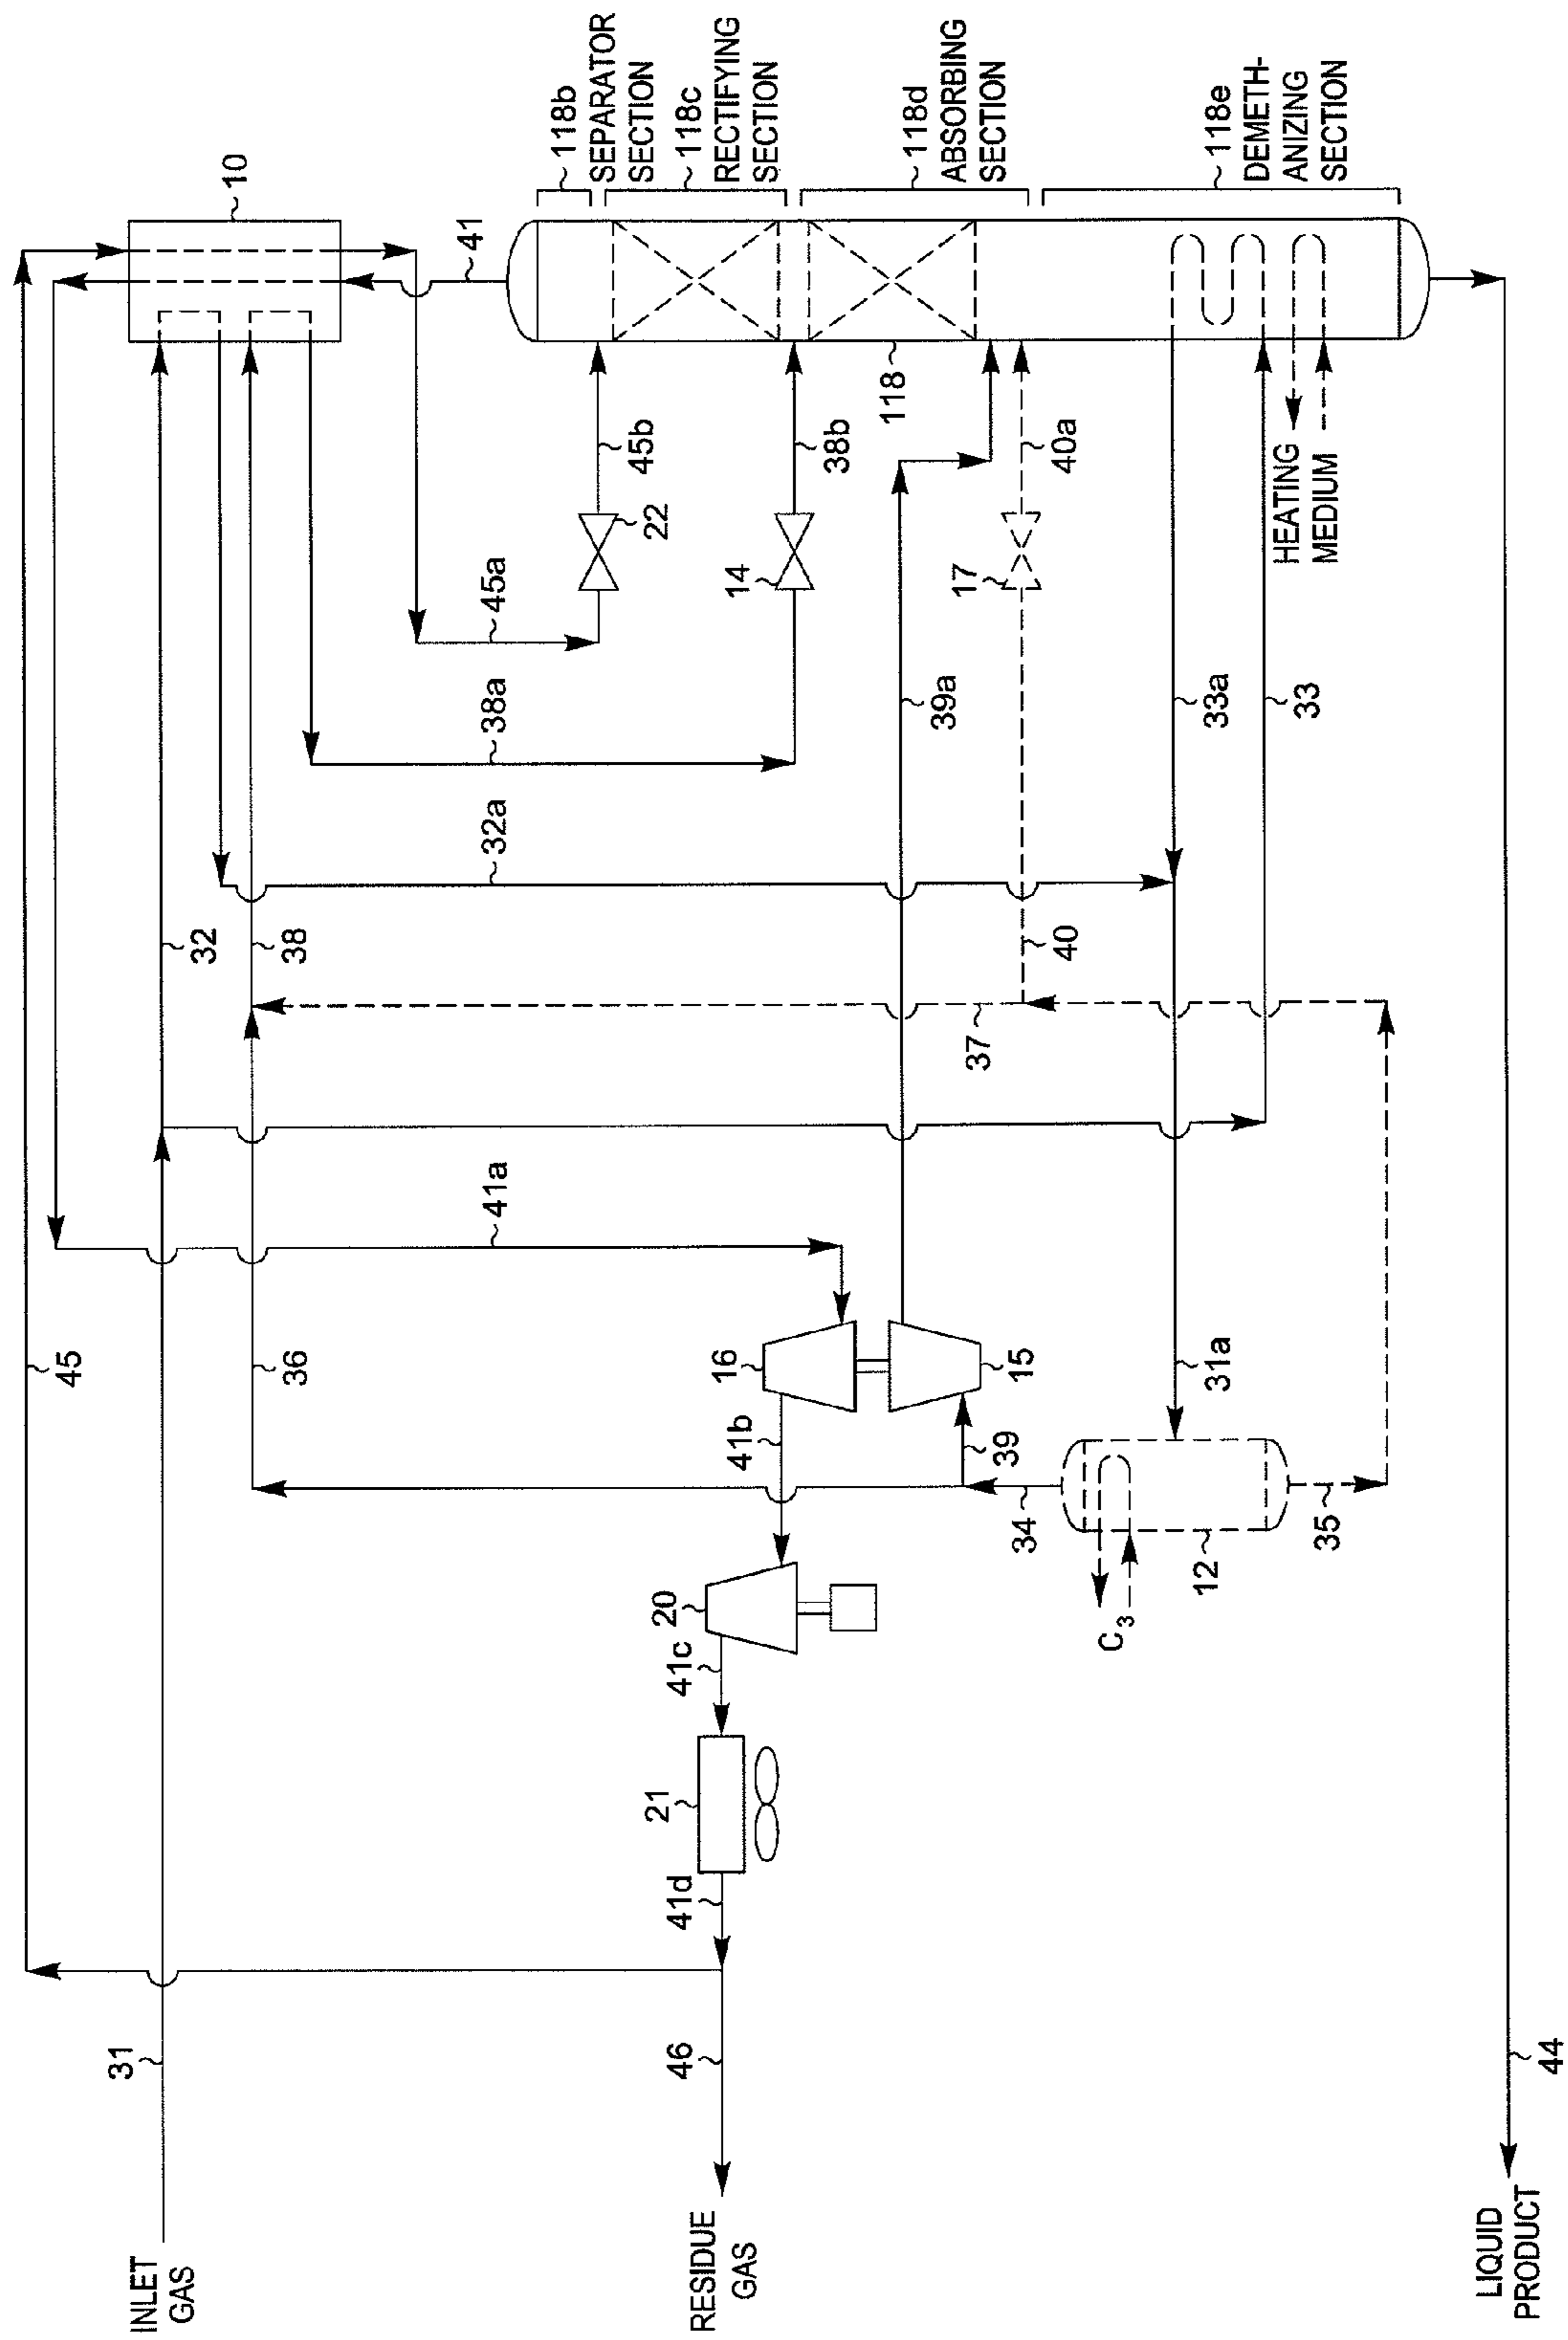 INLET
GAS
31
45
32
38
36
41a
10
41
45a
45b
22
38a
38b
14
32a
39a
118
118b
SEPARATOR
SECTION
118c
RECTIFYING
SECTION
118d
ABSORBING
SECTION
118e
DEMETH-
ANIZING
SECTION
17
40a
40
37
33a
33
HEATING
MEDIUM
16
15
41b
39
34
31a
12
35
C3
20
41c
21
41d
46
RESIDUE
GAS
44
LIQUID
PRODUCT